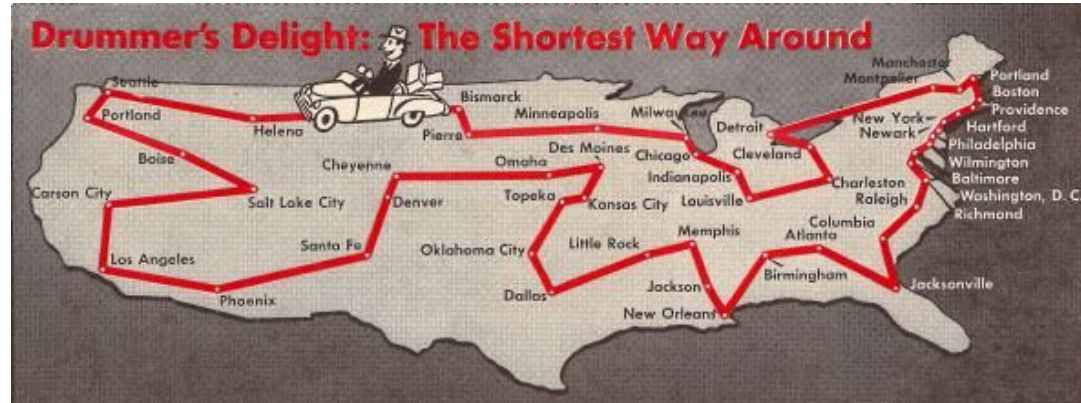 Drummer's Delight: The Shortest Way Around
Seattle
Portland
Helena
Boise
Carson City
Salt Lake City
Los Angeles
Phoenix
Santa Fe
Denver
Cheyenne
Omaha
Des Moines
Topeka
Kansas City
Oklahoma City
Dallas
Little Rock
Memphis
Jackson
New Orleans
Birmingham
Atlanta
Columbia
Jacksonville
Bismarck
Pierre
Minneapolis
Milwaukee
Chicago
Indianapolis
Louisville
Detroit
Cleveland
Charleston
Raleigh
Manchester
Montpelier
Portland
Boston
Providence
New York
Newark
Hartford
Philadelphia
Wilmington
Baltimore
Washington, D. C
Richmond